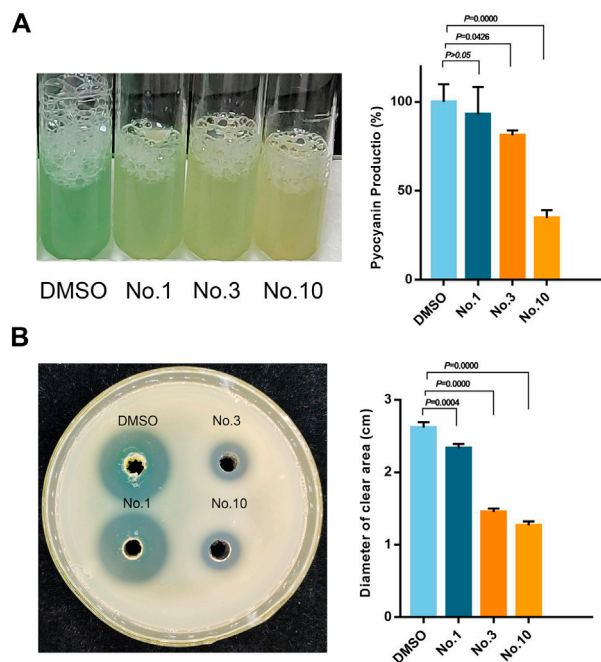 A
DMSO No.1 No.3 No.10
P=0.0000
P=0.0426
P>0.05
Pyocyanin Productio (%)
100
50
0
DMSO No.1 No.3 No.10
B
DMSO No.3
No.1 No.10
P=0.0000
P=0.0000
P=0.0004
Diameter of clear area (cm)
3
2
1
0
DMSO No.1 No.3 No.10